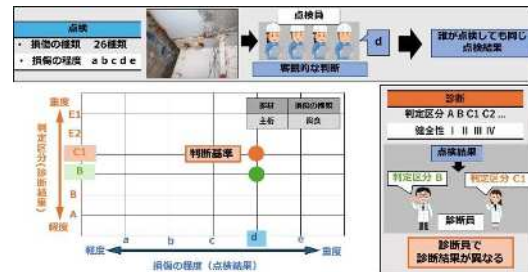 点検
・ 損傷の種類 26種類
・ 損傷の程度 a b c d e
点検員
d
客観的な判断
誰が点検しても同じ
点検結果
重度
判定区分(診断結果)
軽度
E1
E2
C1
B
B
A
判断基準
部材 損傷の種類
主桁
a
b
c
d
e
軽度
重度
損傷の程度（点検結果）
診断
判定区分 A B C1 C2 ...
健全性 Ⅰ Ⅱ Ⅲ Ⅳ
点検結果
判定区分 B
判定区分 C1
診断員
診断員で
診断結果が異なる